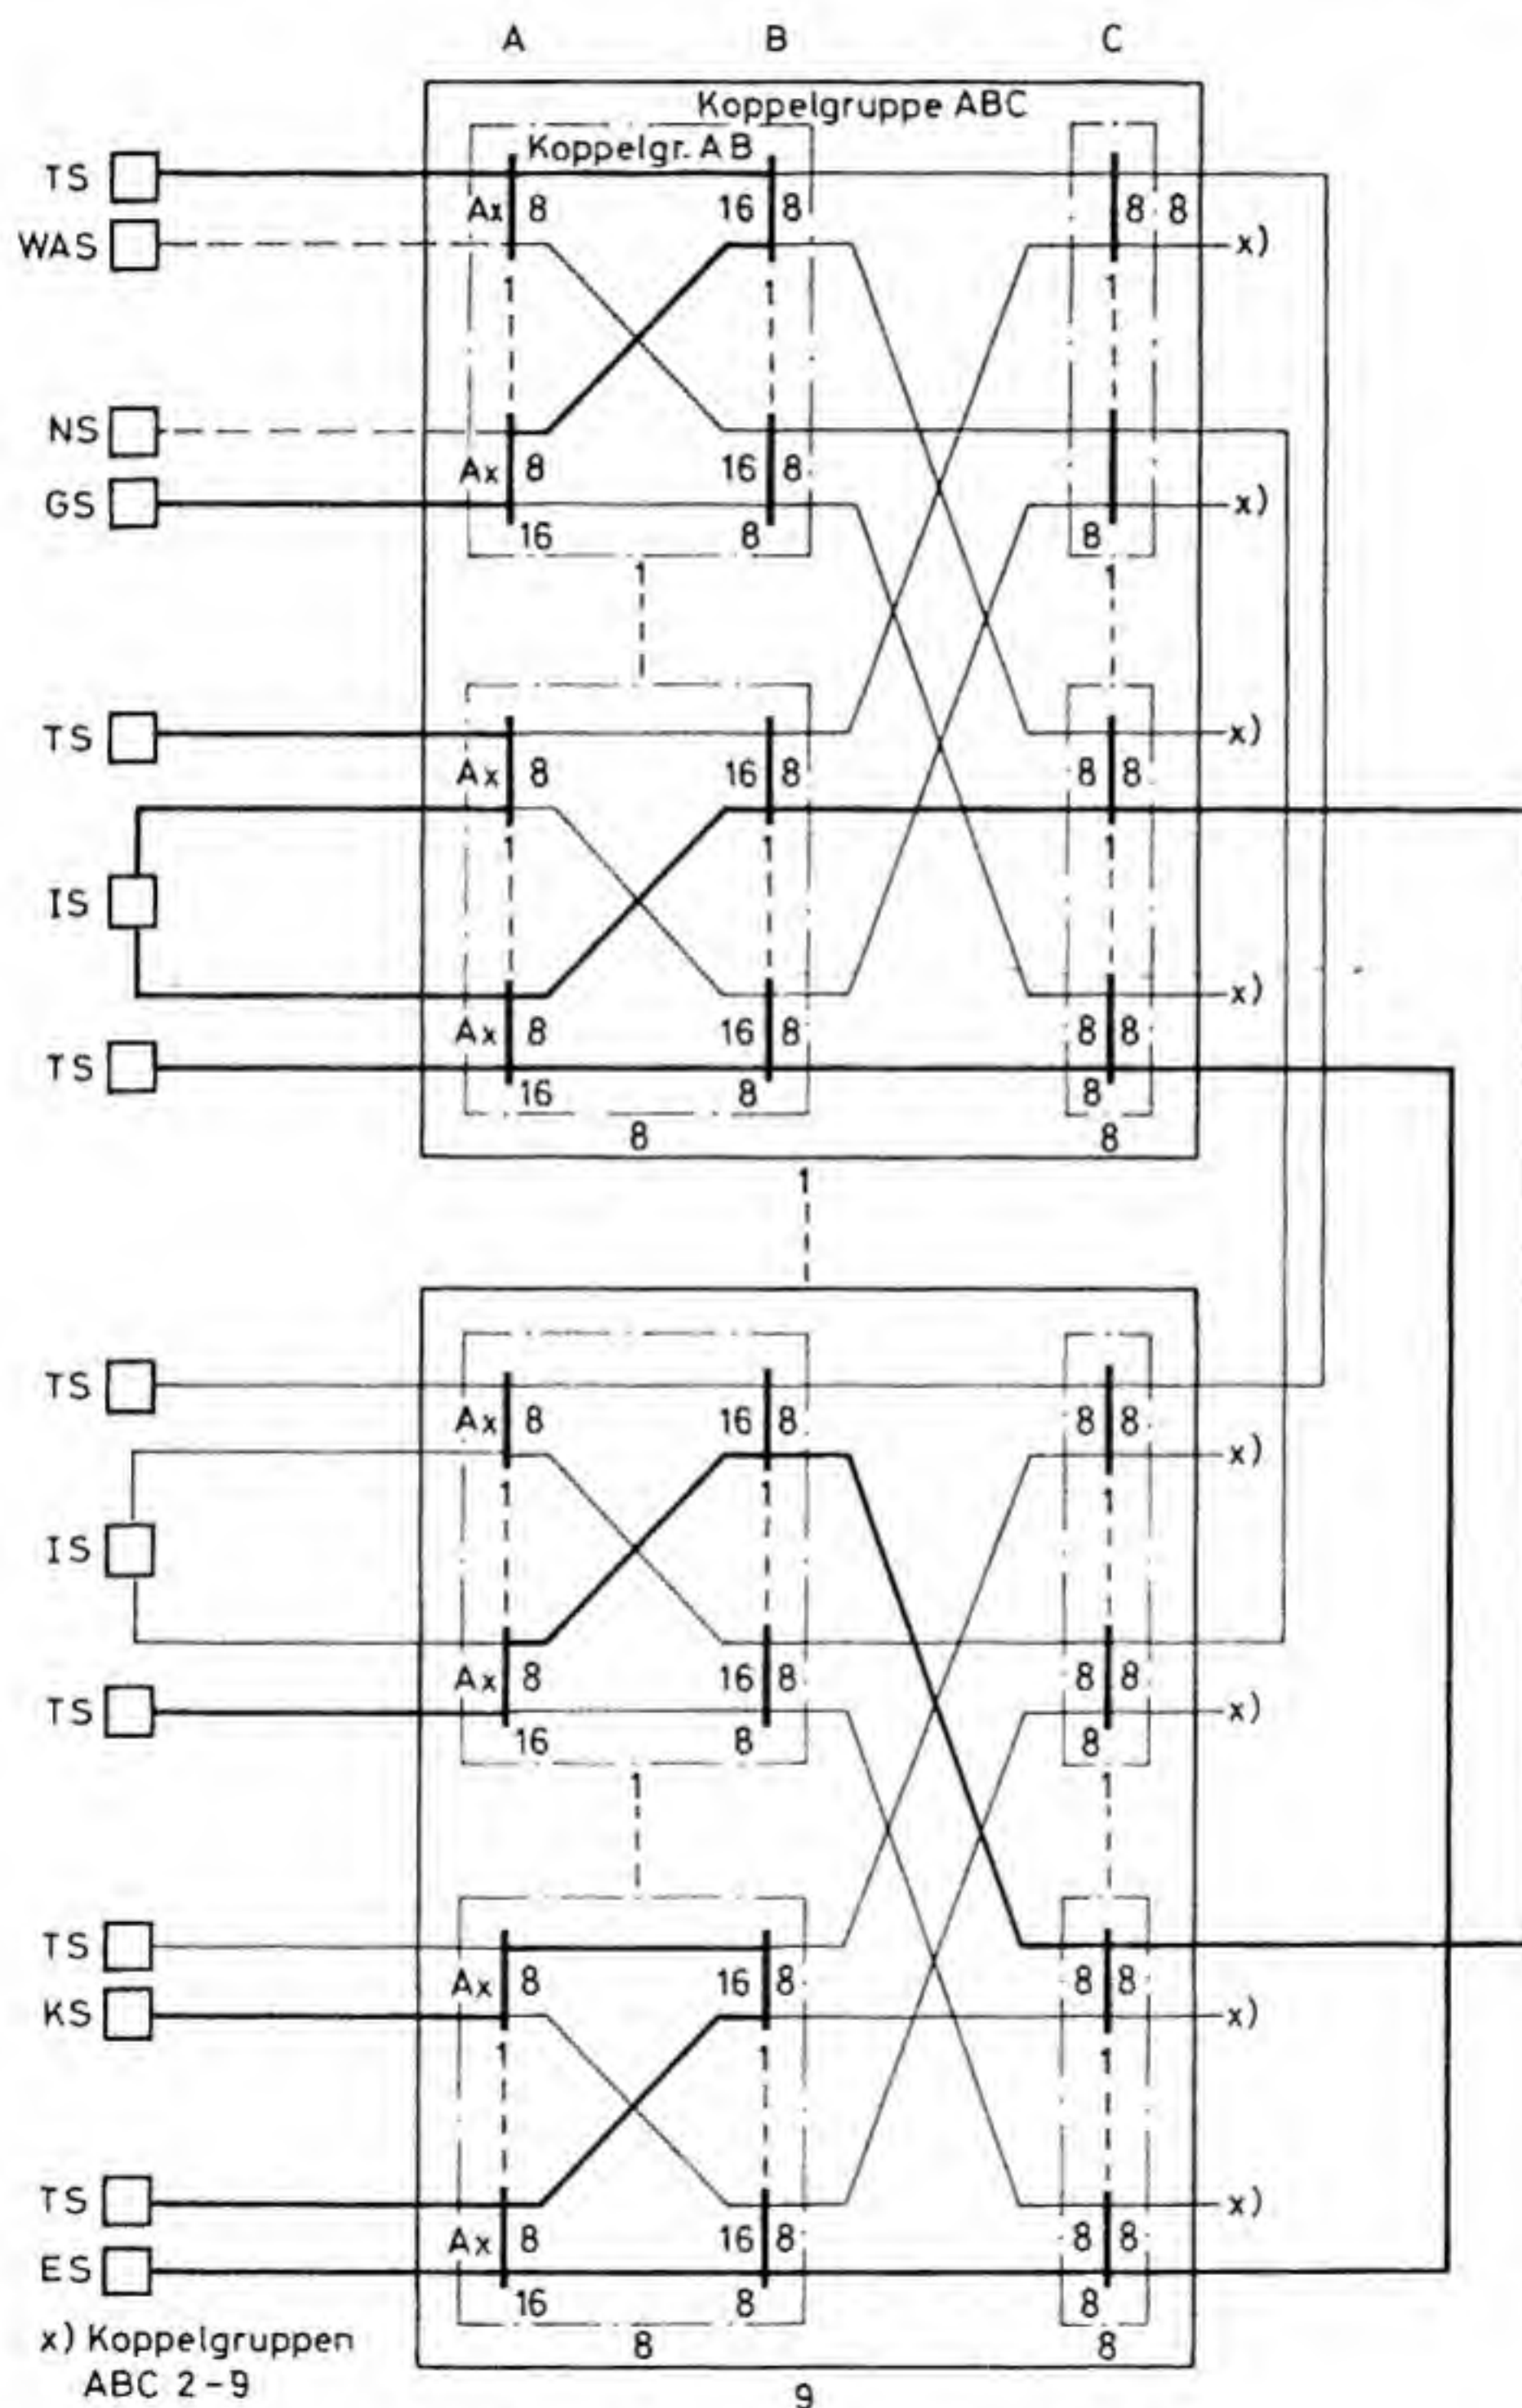 A B C
Koppelgruppe ABC
Koppelgr. AB
TS
Ax 8 16 8 8 8
WAS x)
1 1 1
NS
Ax 8 16 8
GS x)
16 8 8
1 1
TS x)
Ax 8 16 8 8 8
1 1 1
IS
x)
Ax 8 16 8 8 8
TS
16 8 8
8 8
1
TS
Ax 8 16 8 8 8
x)
1 1 1
IS
Ax 8 16 8 8 8
TS x)
16 8 8
1 1
TS
Ax 8 16 8 8 8
KS x)
1 1 1
TS x)
Ax 8 16 8 8 8
ES
16 8 8
x) Koppelgruppen
8 8
ABC 2-9
9